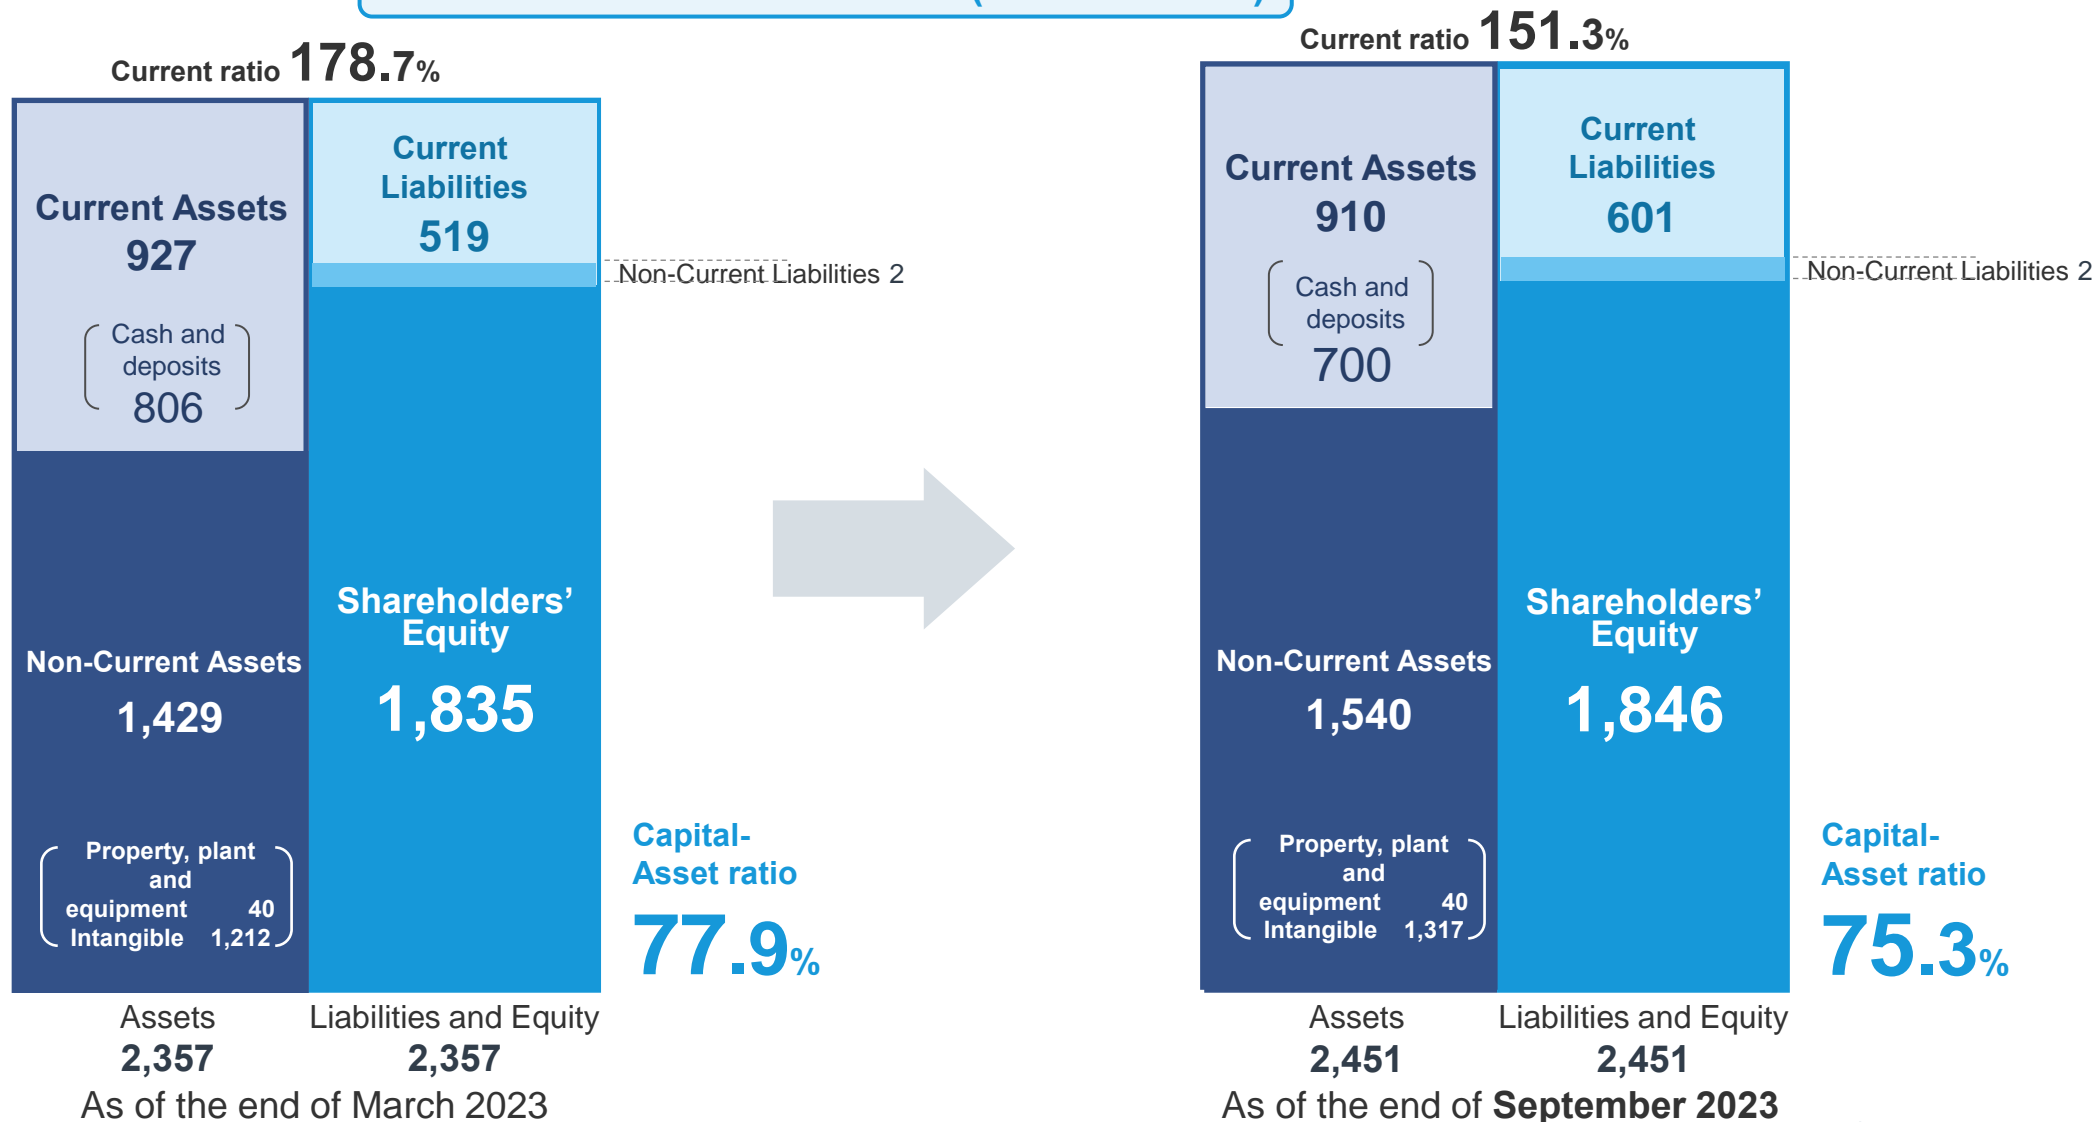 Current ratio 178.7%
Current Assets
927
Cash and
deposits
806
Non-Current Assets
1,429
Property, plant
and
equipment 40
Intangible 1,212
Current
Liabilities
519
Non-Current Liabilities 2
Shareholders’
Equity
1,835
Capital-
Asset ratio
77.9%
Assets
2,357
Liabilities and Equity
2,357
As of the end of March 2023
Current ratio 151.3%
Current Assets
910
Cash and
deposits
700
Non-Current Assets
1,540
Property, plant
and
equipment 40
Intangible 1,317
Current
Liabilities
601
Non-Current Liabilities 2
Shareholders’
Equity
1,846
Capital-
Asset ratio
75.3%
Assets
2,451
Liabilities and Equity
2,451
As of the end of September 2023